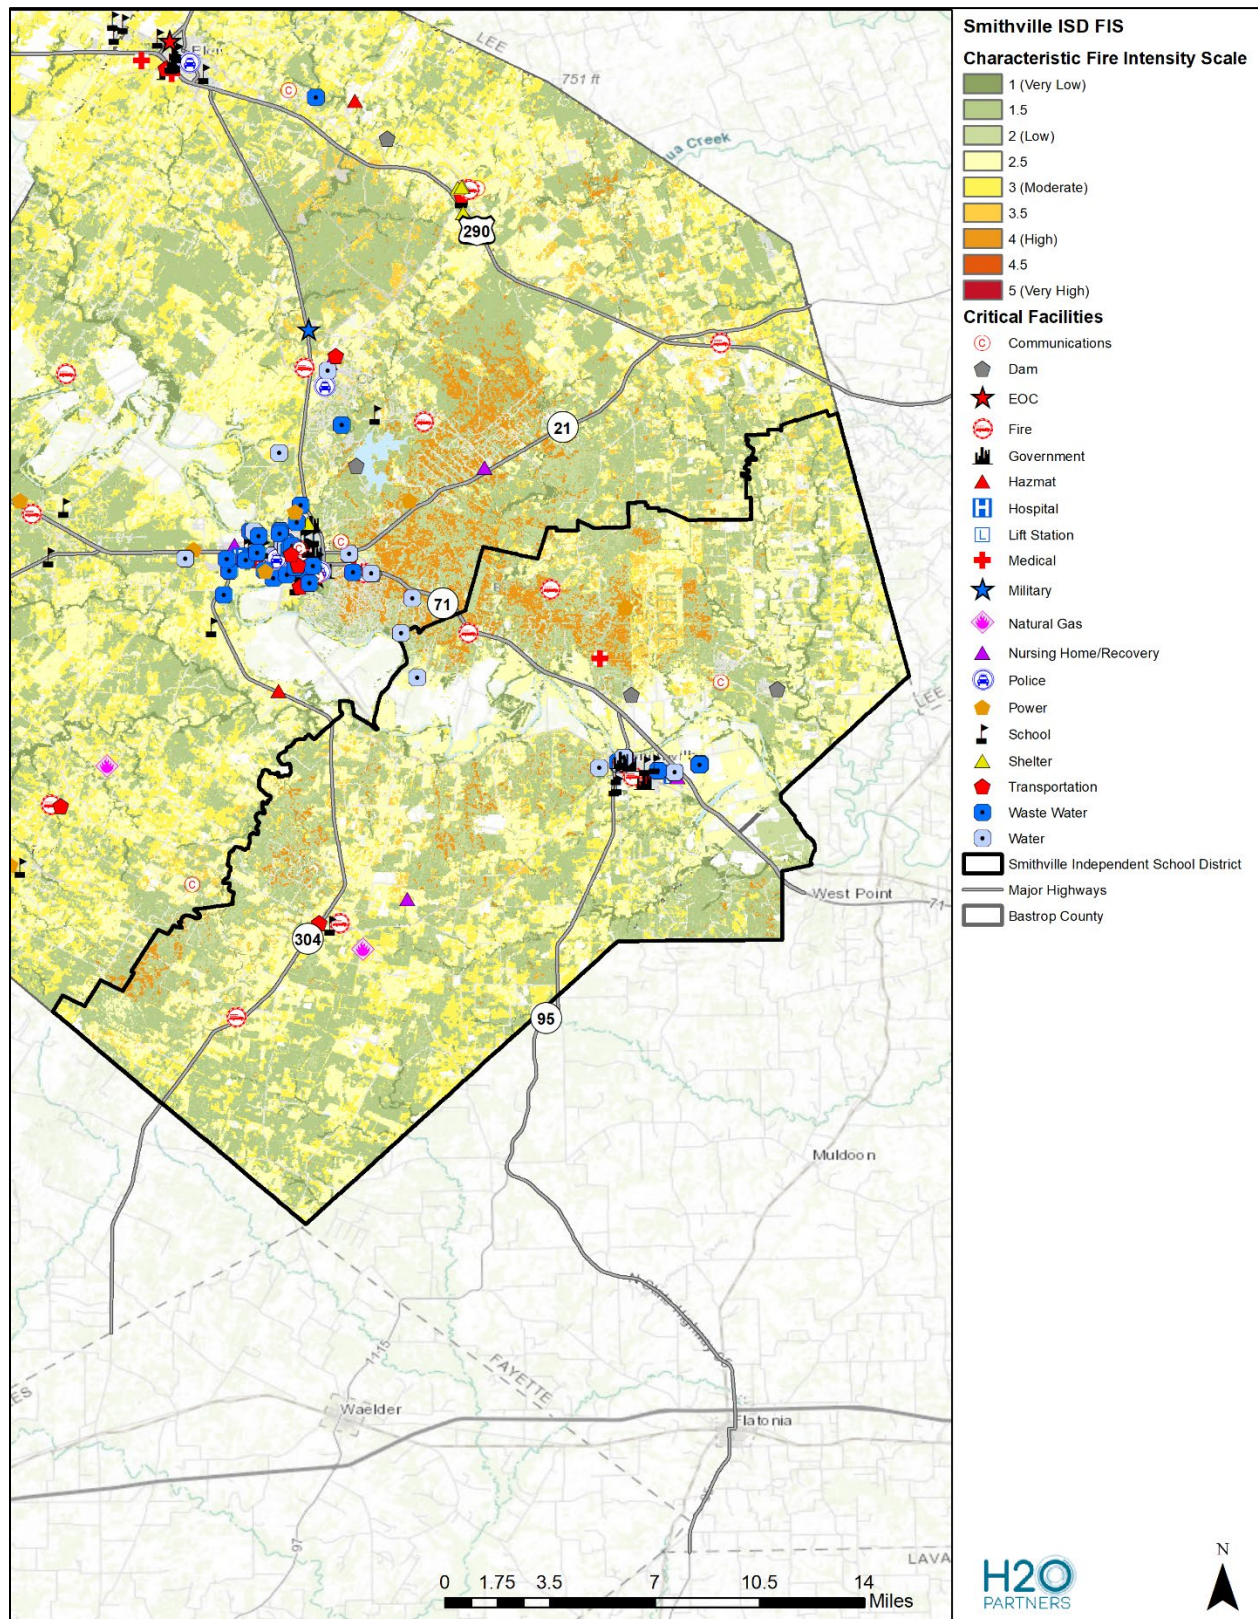 Smithville ISD FIS
Characteristic Fire Intensity Scale
1 (Very Low)
1.5
2 (Low)
2.5
3 (Moderate)
3.5
4 (High)
4.5
5 (Very High)
Critical Facilities
C Communications
Dam
EOC
Fire
Government
Hazmat
H Hospital
L Lift Station
Medical
Military
Natural Gas
Nursing Home/Recovery
Police
Power
School
Shelter
Transportation
Waste Water
Water
Smithville Independent School District
Major Highways
Bastrop County
LEE
751 ft
Creek
C
290
21
C
71
C
LEE
C
West Point
71
304
95
Muldoon
1115
FAYETTE
Waelder
Flatonia
95
97
LAVA
0 1.75 3.5 7 10.5 14
Miles
H2O
PARTNERS
N